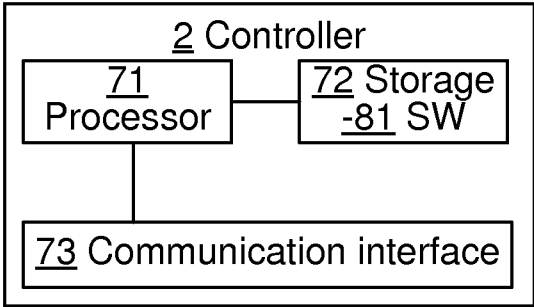 2 Controller
71
Processor
72 Storage
-81 SW
73 Communication interface